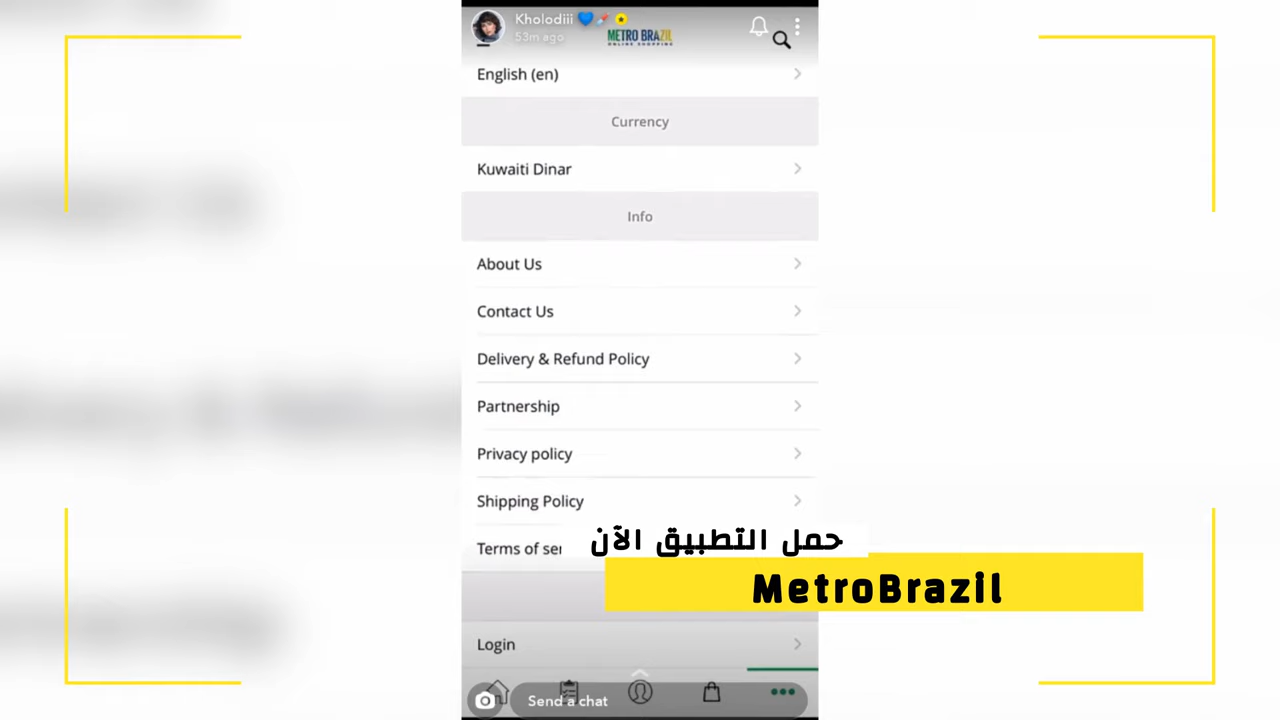 Kholodiii
53m ago
METRO BRAZIL
ONLINE SHOPPING
English (en)
Currency
Kuwaiti Dinar
Info
About Us
Contact Us
Delivery & Refund Policy
Partnership
Privacy policy
Shipping Policy
Terms of ser
حمل التطبيق الآن
MetroBrazil
Login
Send a chat